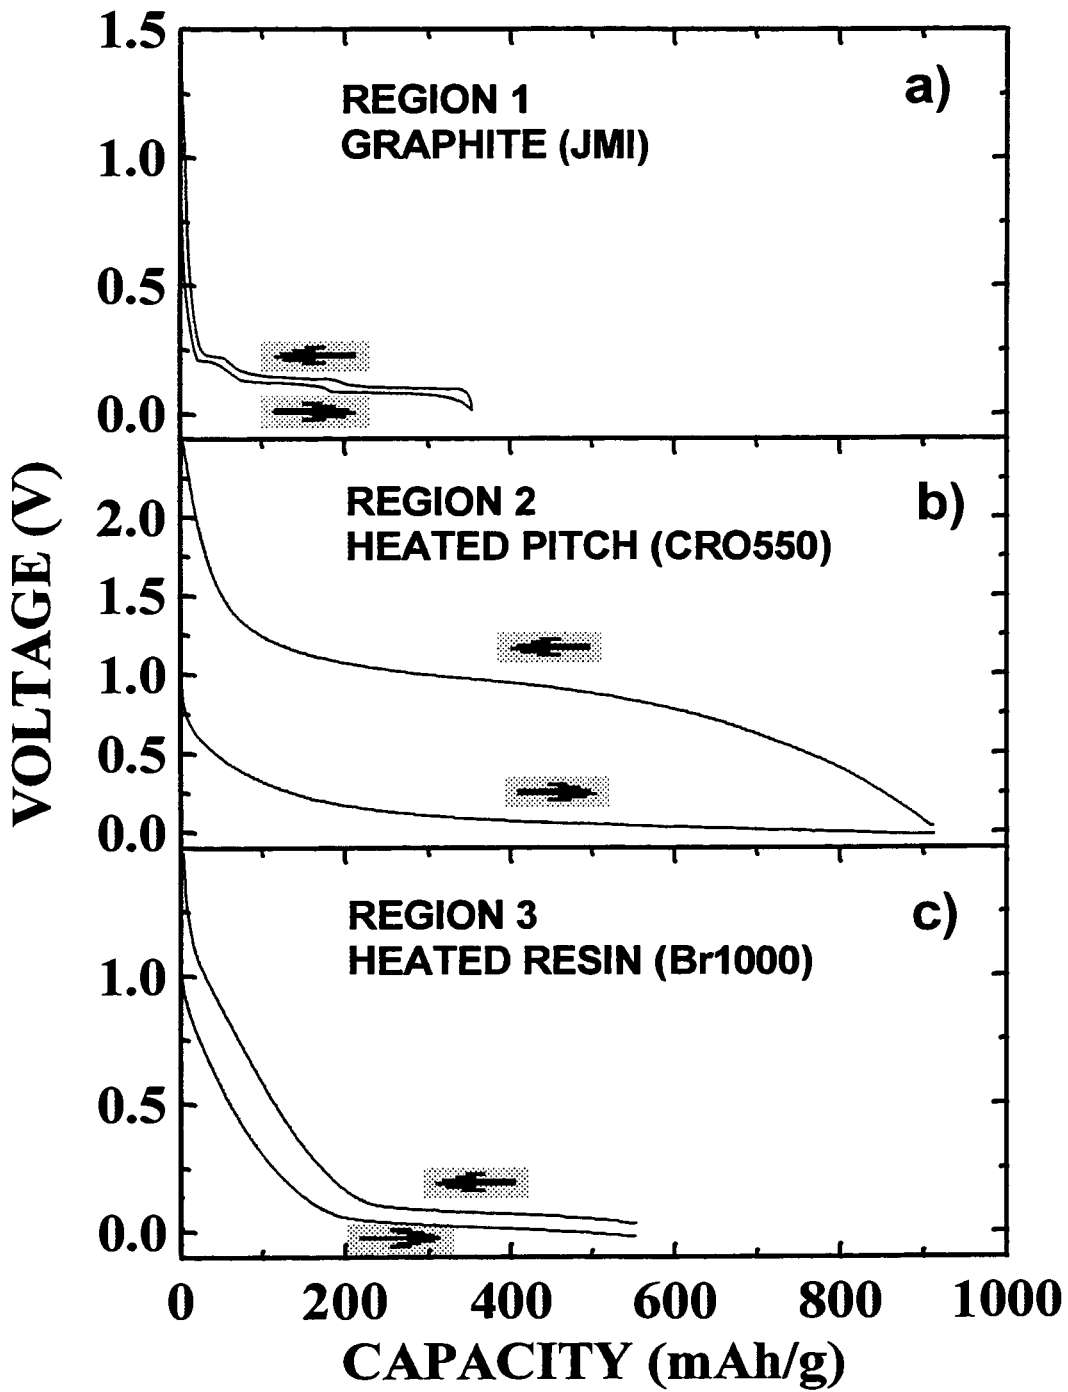 1.5
a)
REGION 1
GRAPHITE (JMI)
1.0
0.5
0.0
VOLTAGE (V)
b)
REGION 2
HEATED PITCH (CRO550)
2.0
1.5
1.0
0.5
0.0
c)
REGION 3
HEATED RESIN (Br1000)
1.0
0.5
0.0
0 200 400 600 800 1000
CAPACITY (mAh/g)